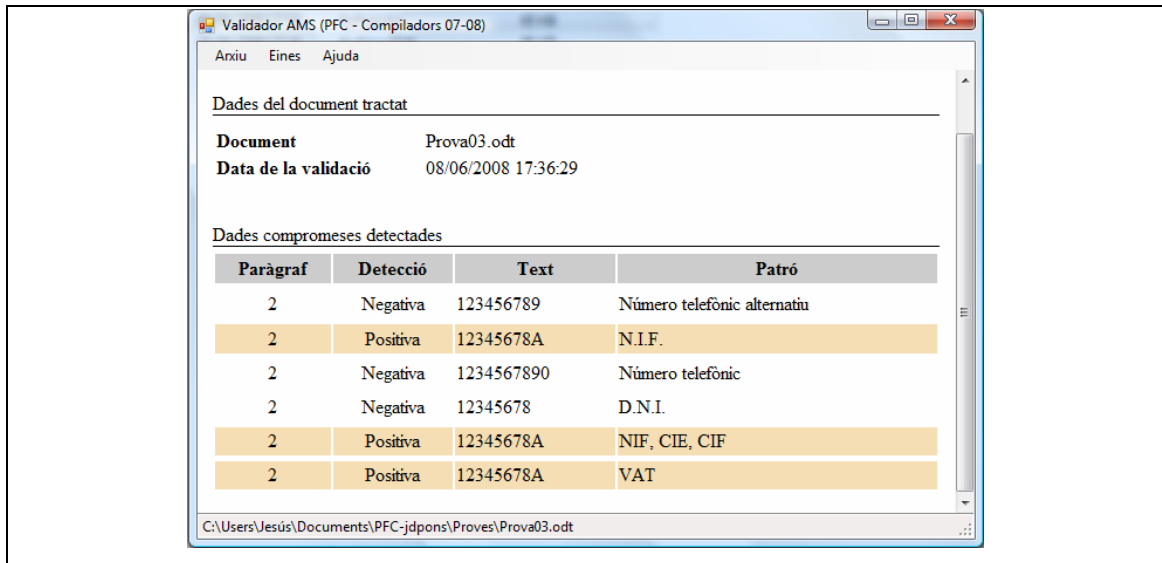 Validador AMS (PFC - Compiladors 07-08)
Arxiu Eines Ajuda
Dades del document tractat
Document Prova03.odt
Data de la validació 08/06/2008 17:36:29
Dades compromeses detectades
Paràgraf Detecció Text Patró
2 Negativa 123456789 Número telefònic alternatiu
2 Positiva 12345678A N.I.F.
2 Negativa 1234567890 Número telefònic
2 Negativa 12345678 D.N.I.
2 Positiva 12345678A NIF, CIE, CIF
2 Positiva 12345678A VAT
C:\Users\Jesús\Documents\PFC-jdpons\Proves\Prova03.odt